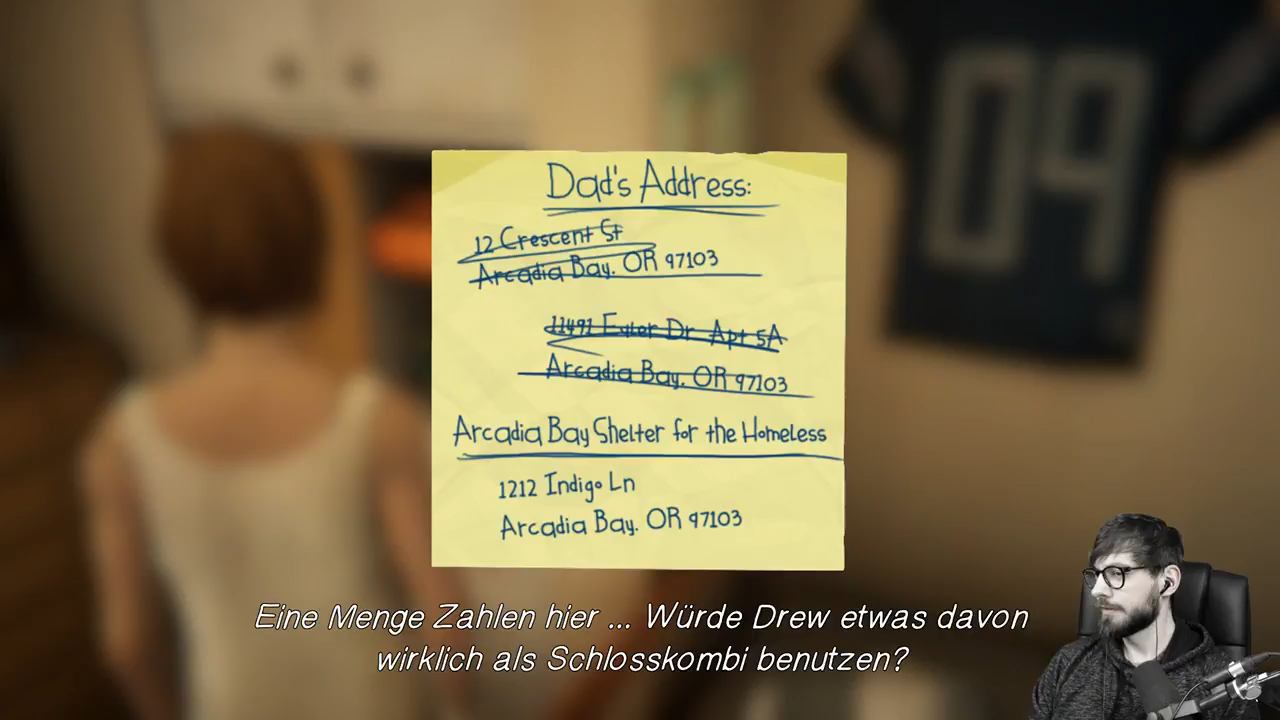 09
Dad's Address:
12 Crescent St
Arcadia Bay. OR 97103
11491 Eyler Dr Apt 5A
Arcadia Bay. OR 97103
Arcadia Bay Shelter for the Homeless
1212 Indigo Ln
Arcadia Bay. OR 97103
Eine Menge Zahlen hier ... Würde Drew etwas davon
wirklich als Schlosskombi benutzen?